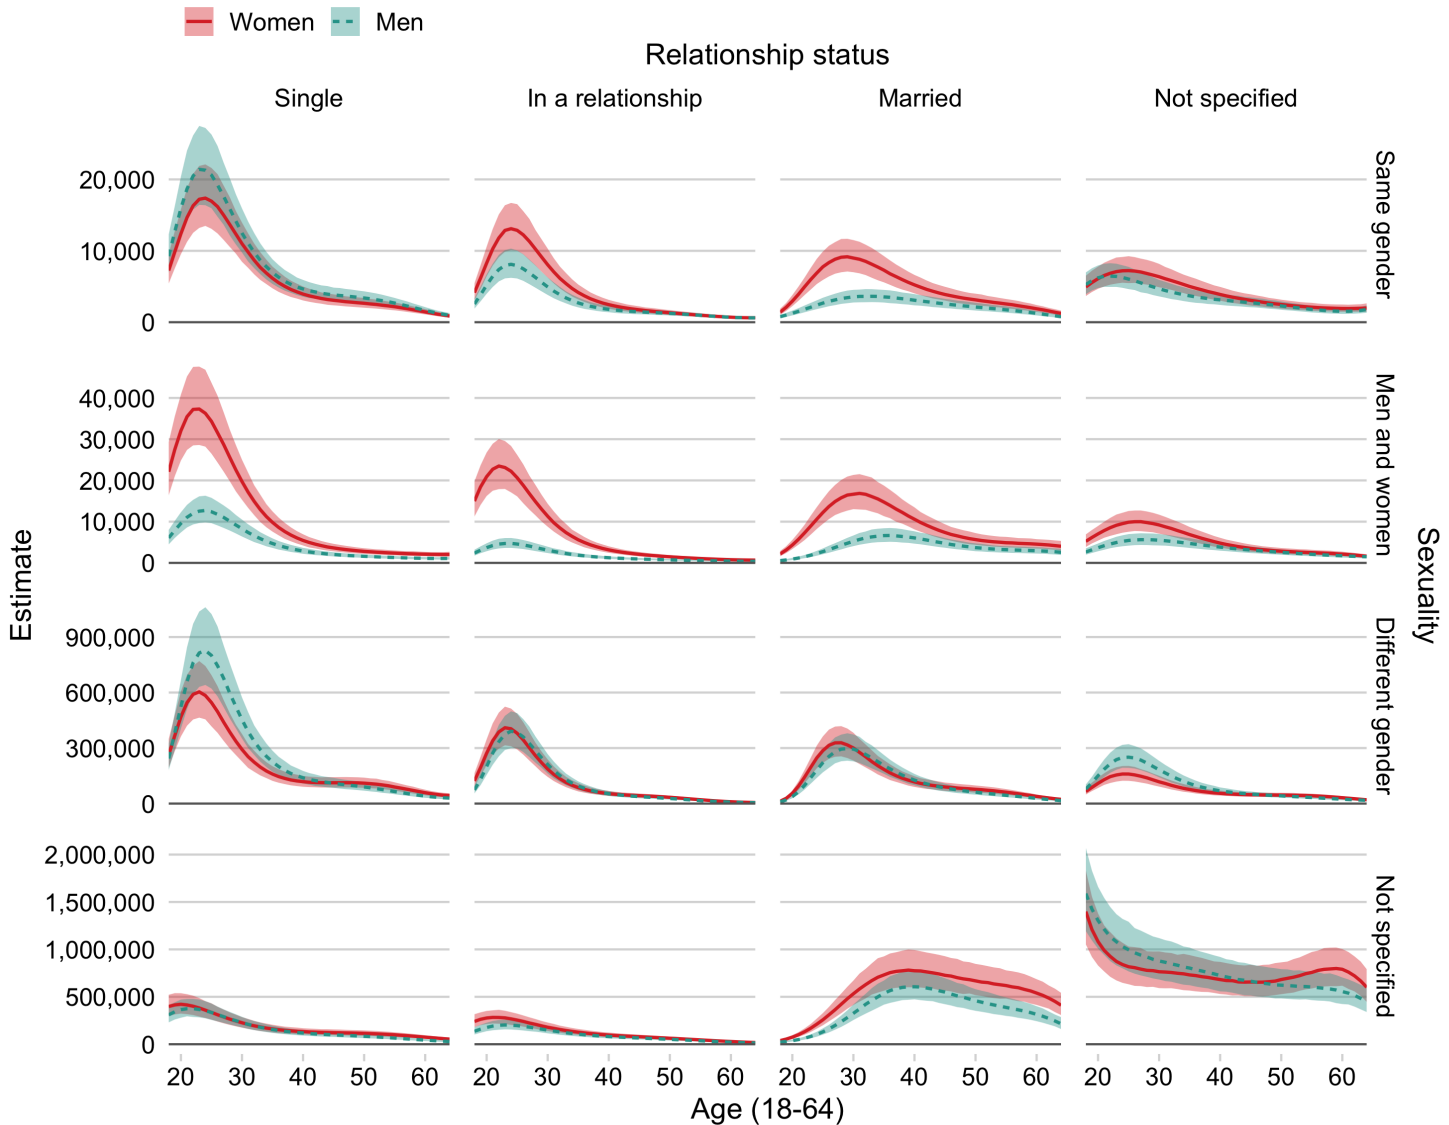 Women Men
Relationship status
Single In a relationship Married Not specified
20,000
10,000
0
Same gender
40,000
30,000
20,000
10,000
0
Men and women
900,000
600,000
300,000
0
Different gender
2,000,000
1,500,000
1,000,000
500,000
0
Not specified
Estimate
Sexuality
20 30 40 50 60 20 30 40 50 60 20 30 40 50 60 20 30 40 50 60
Age (18-64)